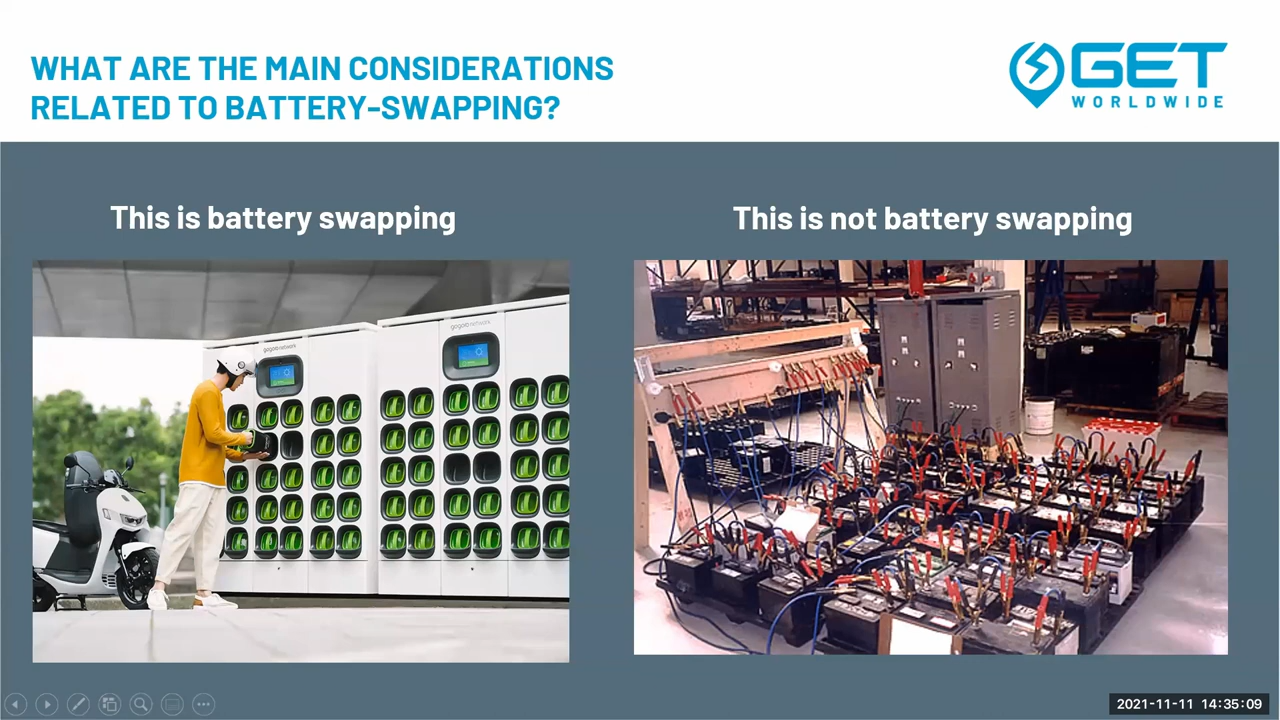 WHAT ARE THE MAIN CONSIDERATIONS
RELATED TO BATTERY-SWAPPING?
GET
WORLDWIDE
This is battery swapping
This is not battery swapping
gogoro network
gogoro network
2021-11-11 14:35:09